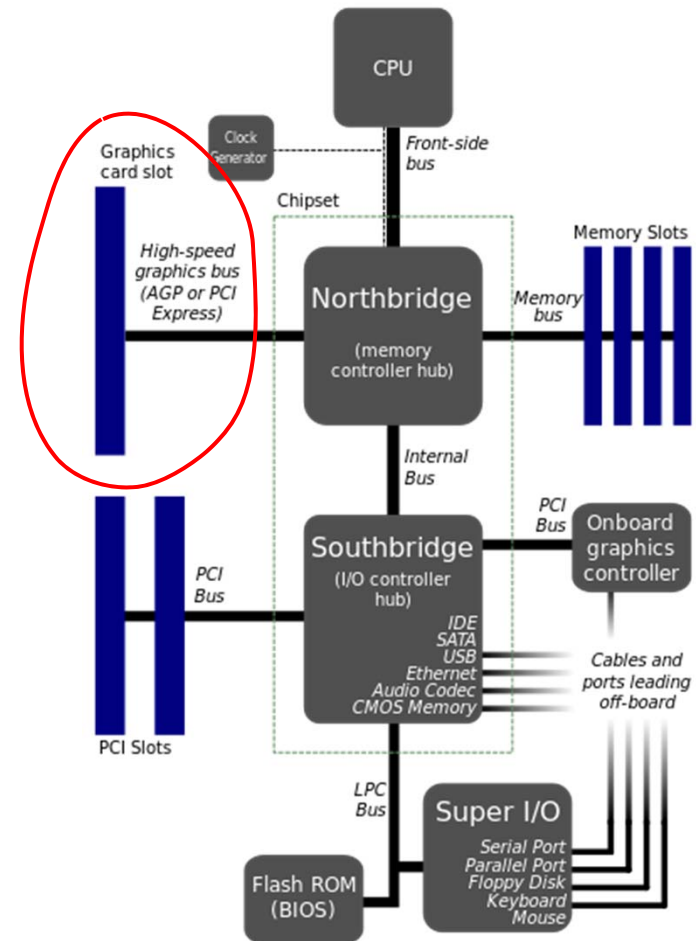 CPU
Clock
Generator
Front-side
bus
Graphics
card slot
Chipset
High-speed
graphics bus
(AGP or PCI
Express)
Northbridge
(memory
controller hub)
Memory Slots
Memory
bus
Internal
Bus
PCI
Bus
Onboard
graphics
controller
Southbridge
(I/O controller
hub)
PCI
Bus
IDE
SATA
USB
Ethernet
Audio Codec
CMOS Memory
Cables and
ports leading
off-board
PCI Slots
LPC
Bus
Super I/O
Serial Port
Parallel Port
Floppy Disk
Keyboard
Mouse
Flash ROM
(BIOS)